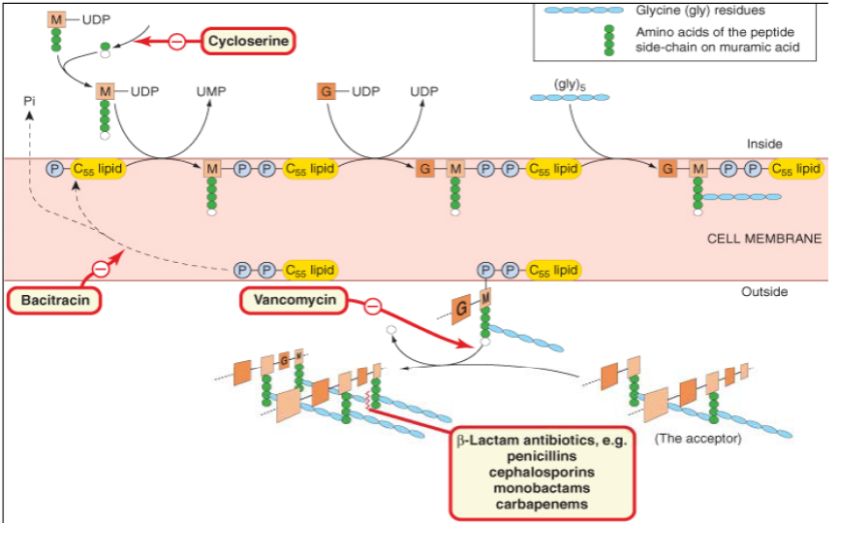 Glycine (gly) residues
Amino acids of the peptide
side-chain on muramic acid
M UDP
Cycloserine
M UDP
UMP
G UDP
UDP
(gly)5
Pi
Inside
P C55 lipid
M P P C55 lipid
G M P P C55 lipid
G M P P C55 lipid
CELL MEMBRANE
P P C55 lipid
P P C55 lipid
Outside
Bacitracin
Vancomycin
G M
G M
β-Lactam antibiotics, e.g.
penicillins
cephalosporins
monobactams
carbapenems
(The acceptor)